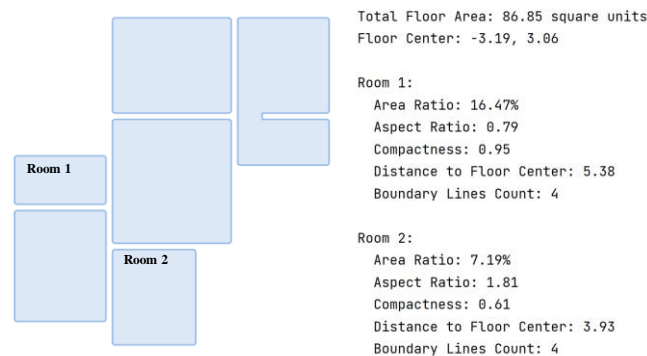 Room 1
Room 2
Total Floor Area: 86.85 square units
Floor Center: -3.19, 3.06
Room 1:
Area Ratio: 16.47%
Aspect Ratio: 0.79
Compactness: 0.95
Distance to Floor Center: 5.38
Boundary Lines Count: 4
Room 2:
Area Ratio: 7.19%
Aspect Ratio: 1.81
Compactness: 0.61
Distance to Floor Center: 3.93
Boundary Lines Count: 4